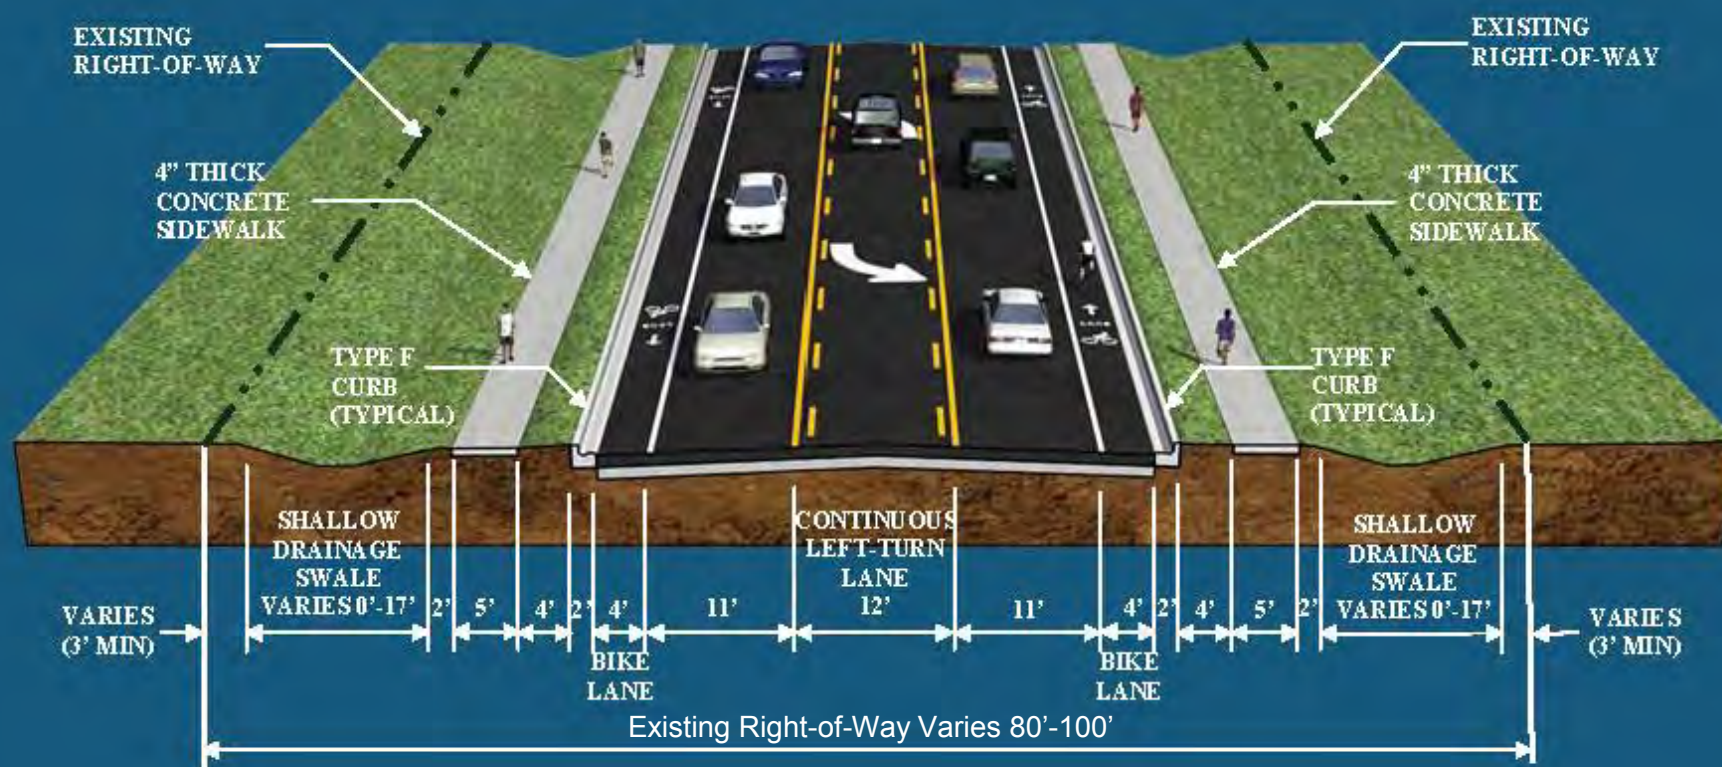 EXISTING
RIGHT-OF-WAY
EXISTING
RIGHT-OF-WAY
4” THICK
CONCRETE
SIDEWALK
4” THICK
CONCRETE
SIDEWALK
TYPE F
CURB
(TYPICAL)
TYPE F
CURB
(TYPICAL)
SHALLOW
DRAINAGE
SWALE
VARIES 0’-17’
CONTINUOUS
LEFT-TURN
LANE
12’
SHALLOW
DRAINAGE
SWALE
VARIES 0’-17’
VARIES
(3’ MIN)
2’ 5’ 4’ 2’ 4’ 11’ 11’ 4’ 2’ 4’ 5’ 2’
VARIES
(3’ MIN)
BIKE
LANE
BIKE
LANE
Existing Right-of-Way Varies 80’-100’